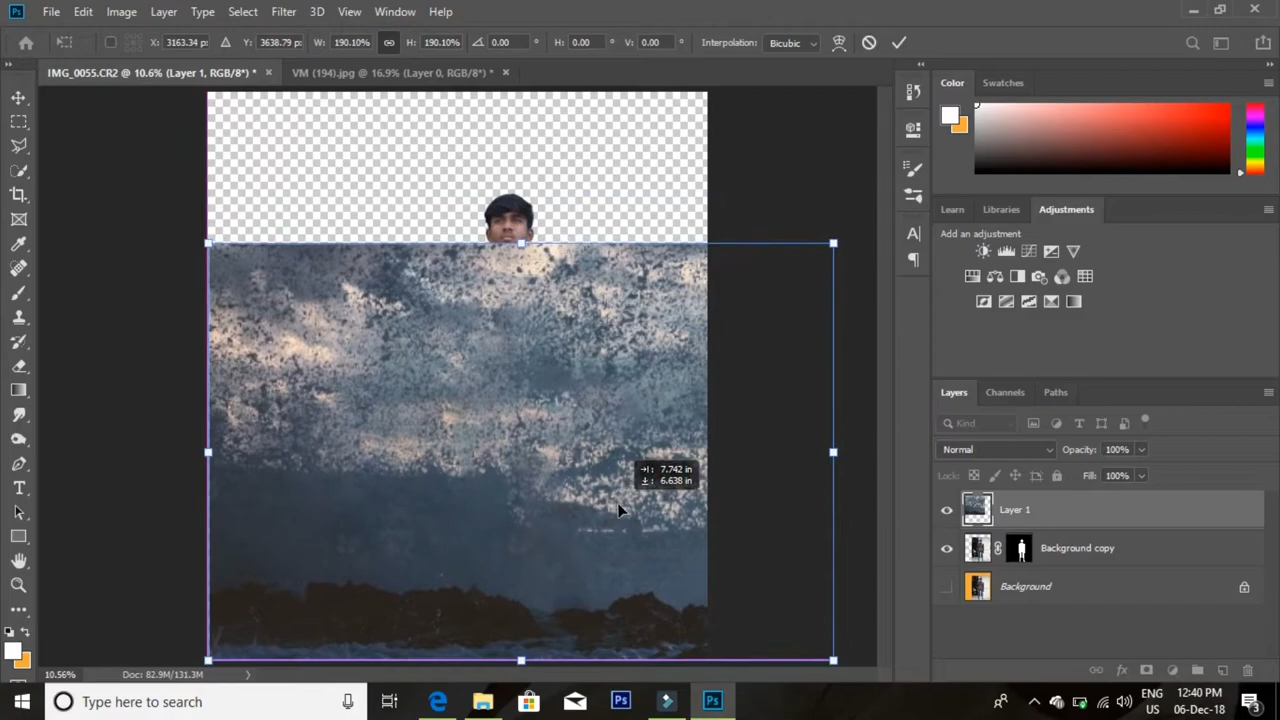 Ps File Edit Image Layer Type Select Filter 3D View Window Help
X: 3163.34 p: Y: 3638.79 p: W: 190.10% H: 190.10% 0.00 ° H: 0.00 ° V: 0.00 ° Interpolation: Bicubic
IMG_0055.CR2 @ 10.6% (Layer 1, RGB/8*) * × VM (194).jpg @ 16.9% (Layer 0, RGB/8*) * ×
Color Swatches
Learn Libraries Adjustments
Add an adjustment
Layers Channels Paths
Kind
Normal Opacity: 100%
Lock: Fill: 100%
Layer 1
Background copy
Background
7.742 in
6.638 in
10.56% Doc: 82.9M/131.3M
Type here to search
Ps Ps
ENG
US
12:40 PM
06-Dec-18
3